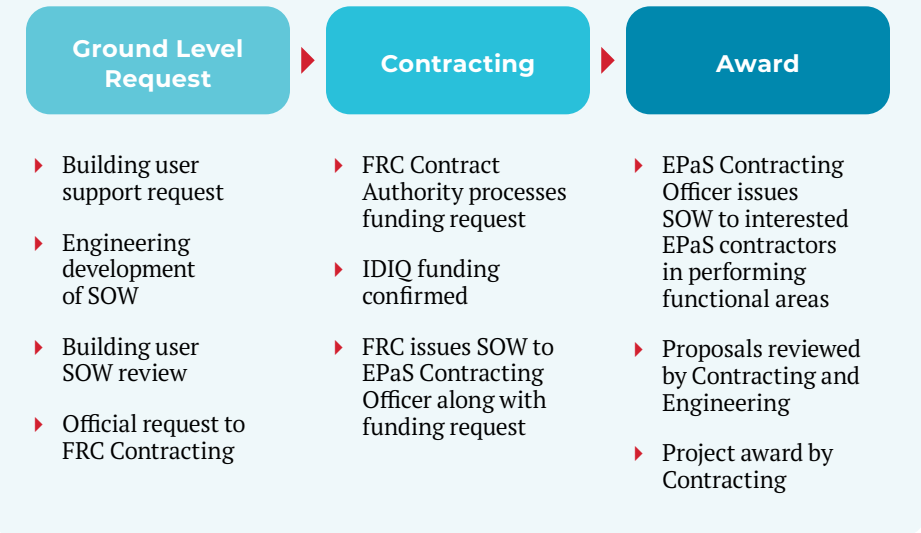 Ground Level
Request
Contracting
Award
Building user
support request
Engineering
development
of SOW
Building user
SOW review
Official request to
FRC Contracting
FRC Contract
Authority processes
funding request
IDIQ funding
confirmed
FRC issues SOW to
EPaS Contracting
Officer along with
funding request
EPaS Contracting
Officer issues
SOW to interested
EPaS contractors
in performing
functional areas
Proposals reviewed
by Contracting and
Engineering
Project award by
Contracting